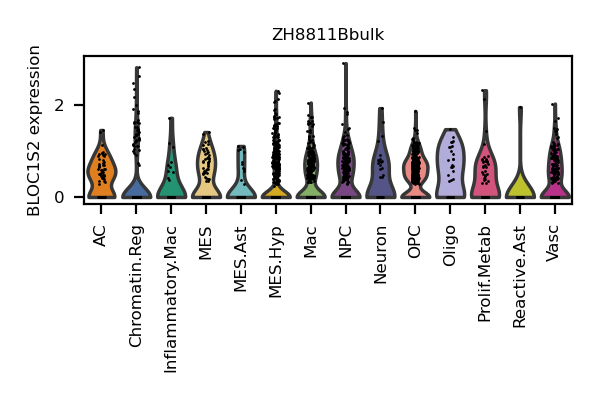 ZH8811Bbulk
BLOC1S2 expression
2
0
AC
Chromatin.Reg
Inflammatory.Mac
MES
MES.Ast
MES.Hyp
Mac
NPC
Neuron
OPC
Oligo
Prolif.Metab
Reactive.Ast
Vasc